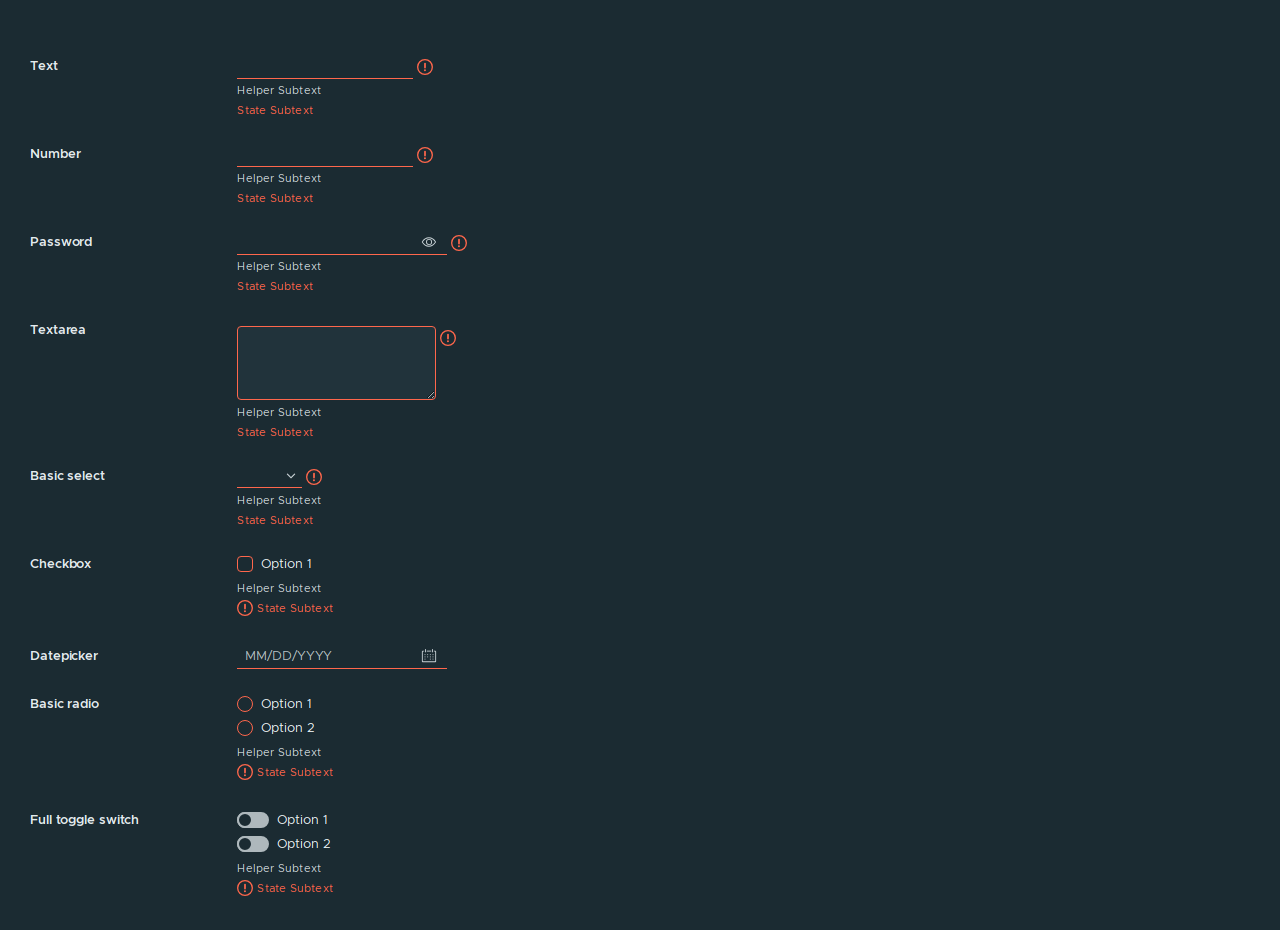 Text
Helper Subtext
State Subtext
Number
Helper Subtext
State Subtext
Password
Helper Subtext
State Subtext
Textarea
Helper Subtext
State Subtext
Basic select
Helper Subtext
State Subtext
Checkbox Option 1
Helper Subtext
State Subtext
Datepicker MM/DD/YYYY
Basic radio Option 1
Option 2
Helper Subtext
State Subtext
Full toggle switch Option 1
Option 2
Helper Subtext
State Subtext